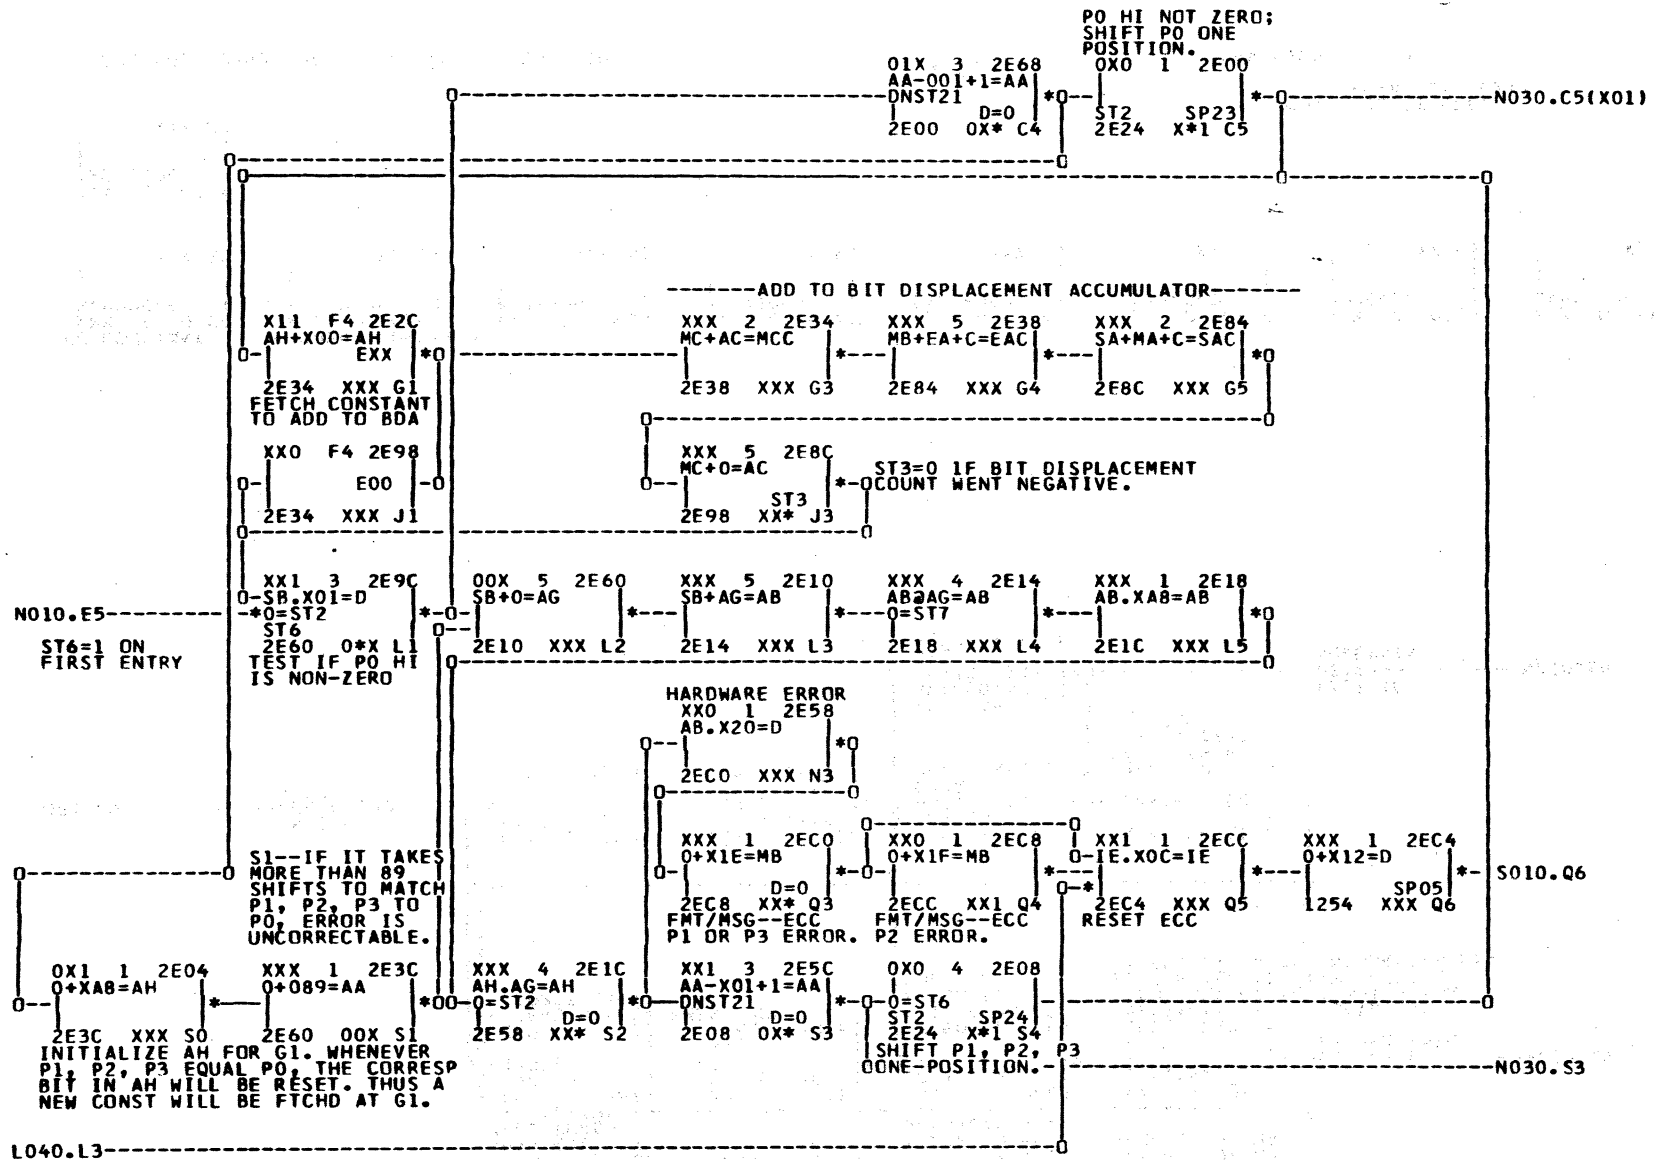 PO HI NOT ZERO;
SHIFT PO ONE
POSITION.
01X 3 2E68
AA-001+1=AA
DNST21
D=0
2E00 0X* C4
0X0 1 2E00
ST2 SP23
2E24 X*1 C5
N030.C5(X01)
-------ADD TO BIT DISPLACEMENT ACCUMULATOR-------
X11 F4 2E2C
AH+X00=AH
EXX
2E34 XXX G1
FETCH CONSTANT
TO ADD TO BDA
XXX 2 2E34
MC+AC=MCC
2E38 XXX G3
XXX 5 2E38
MB+EA+C=EAC
2E84 XXX G4
XXX 2 2E84
SA+MA+C=SAC
2E8C XXX G5
XX0 F4 2E98
E00
2E34 XXX J1
XXX 5 2E8C
MC+0=AC
ST3
2E98 XX* J3
ST3=0 IF BIT DISPLACEMENT
COUNT WENT NEGATIVE.
N010.E5
ST6=1 ON
FIRST ENTRY
XX1 3 2E9C
SB.X01=D
0=ST2
ST6
2E60 0*X L1
TEST IF PO HI
IS NON-ZERO
00X 5 2E60
SB+0=AG
2E10 XXX L2
XXX 5 2E10
SB+AG=AB
2E14 XXX L3
XXX 4 2E14
AB@AG=AB
0=ST7
2E18 XXX L4
XXX 1 2E18
AB.XA8=AB
2E1C XXX L5
HARDWARE ERROR
XX0 1 2E58
AB.X20=D
2EC0 XXX N3
S1--IF IT TAKES
MORE THAN 89
SHIFTS TO MATCH
P1, P2, P3 TO
PO, ERROR IS
UNCORRECTABLE.
XXX 1 2EC0
0+X1E=MB
D=0
2EC8 XX* Q3
FMT/MSG--ECC
P1 OR P3 ERROR.
XX0 1 2EC8
0+X1F=MB
2ECC XX1 Q4
FMT/MSG--ECC
P2 ERROR.
XX1 1 2ECC
IE.X0C=IE
2EC4 XXX Q5
RESET ECC
XXX 1 2EC4
0+X12=D
SP05
1254 XXX Q6
S010.Q6
0X1 1 2E04
0+XA8=AH
2E3C XXX S0
XXX 1 2E3C
0+089=AA
2E60 00X S1
INITIALIZE AH FOR G1. WHENEVER
P1, P2, P3 EQUAL PO, THE CORRESP
BIT IN AH WILL BE RESET. THUS A
NEW CONST WILL BE FTCHD AT G1.
XXX 4 2E1C
AH.AG=AH
0=ST2
D=0
2E58 XX* S2
XX1 3 2E5C
AA-X01+1=AA
DNST21
D=0
2E08 0X* S3
0X0 4 2E08
0=ST6
ST2 SP24
2E24 X*1 S4
SHIFT P1, P2, P3
ONE-POSITION.
N030.S3
L040.L3